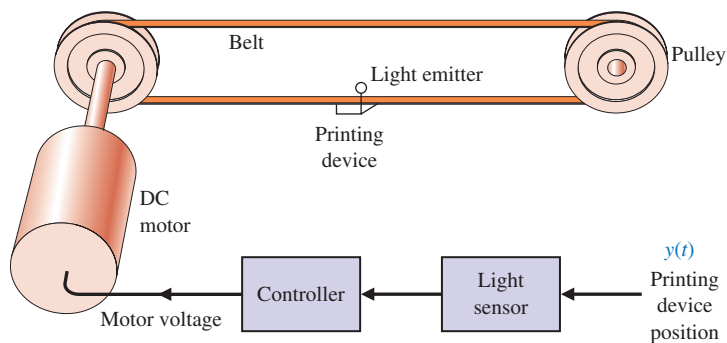 Belt
Pulley
Light emitter
Printing
device
DC
motor
y(t)
Controller
Light
sensor
Printing
device
position
Motor voltage